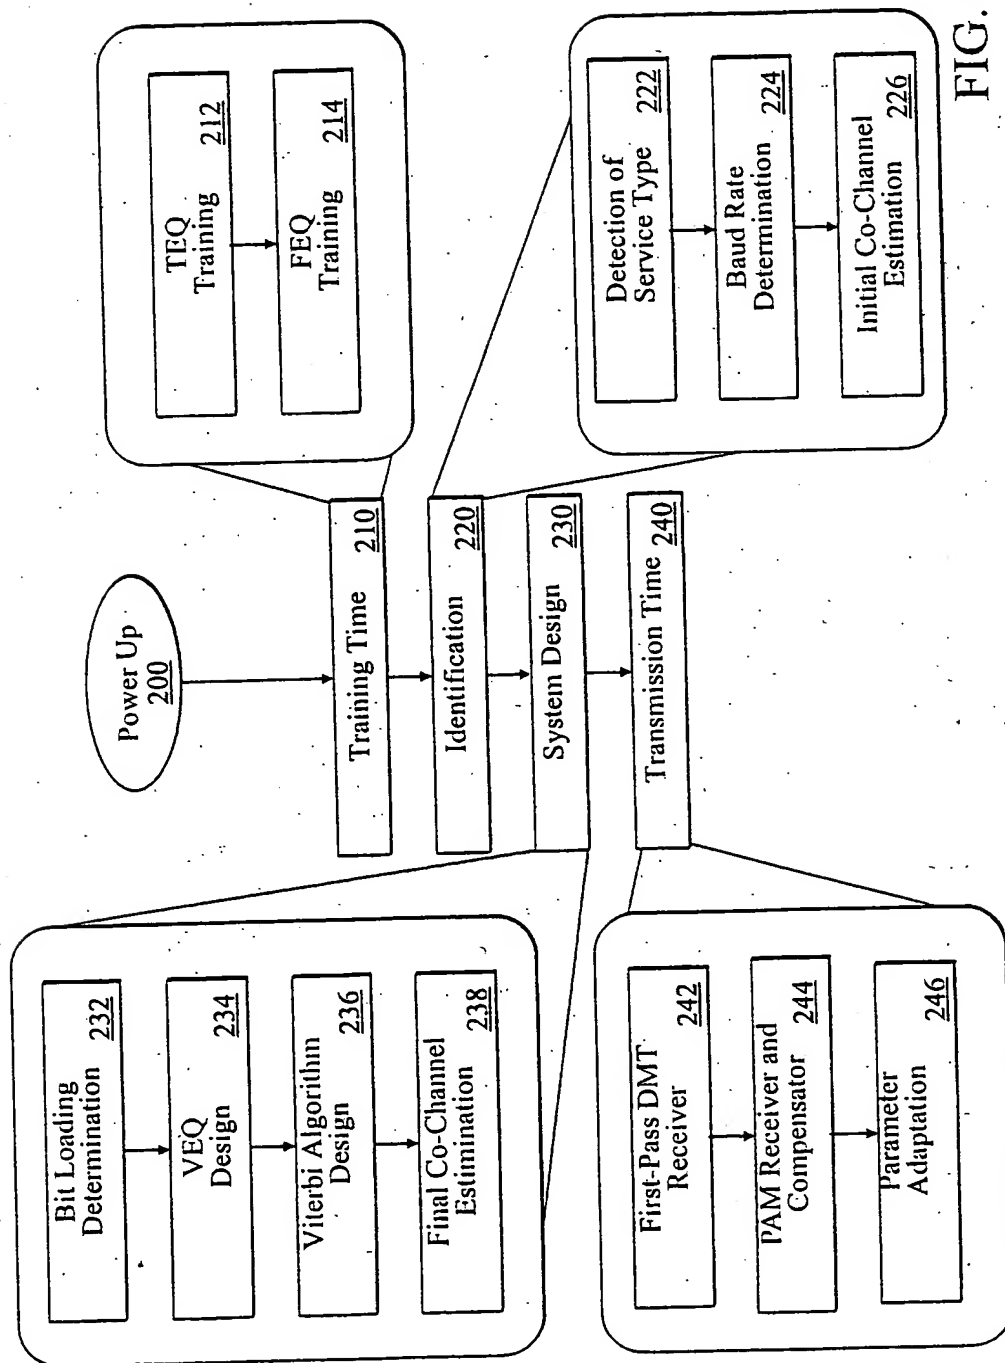 Power Up
200
Training Time 210
Identification 220
System Design 230
Transmission Time 240
TEQ
Training 212
FEQ
Training 214
Detection of
Service Type 222
Baud Rate
Determination 224
Initial Co-Channel
Estimation 226
Bit Loading
Determination 232
VEQ
Design 234
Viterbi Algorithm
Design 236
Final Co-Channel
Estimination 238
First-Pass DMT
Receiver 242
PAM Receiver and
Compensator 244
Parameter
Adaptation 246
FIG.